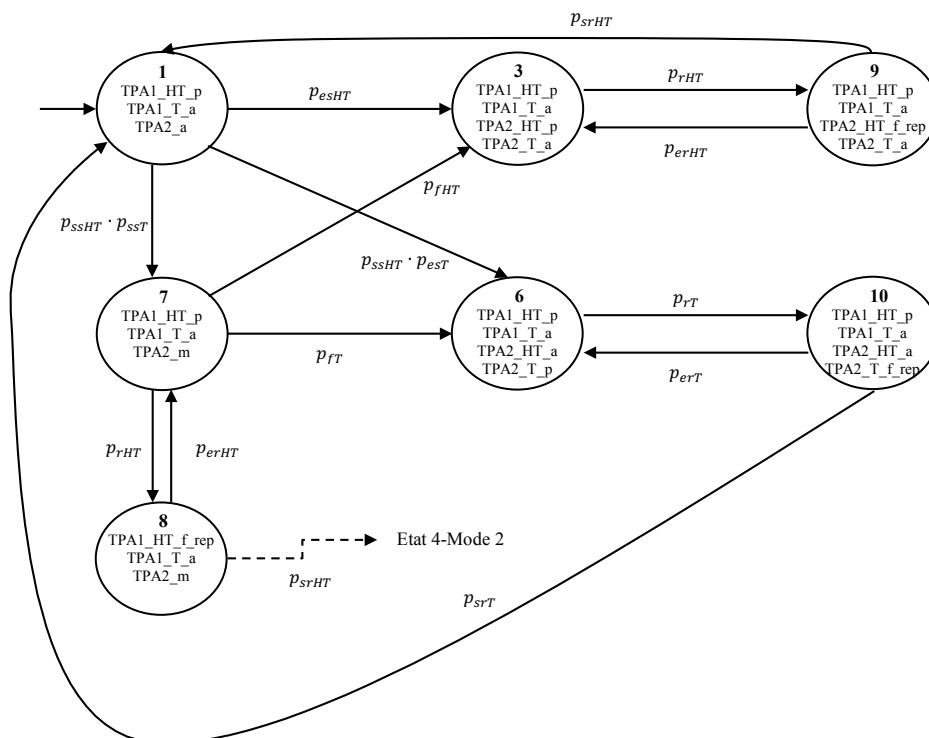 p_srHT
1
TPA1_HT_p
TPA1_T_a
TPA2_a
p_esHT
3
TPA1_HT_p
TPA1_T_a
TPA2_HT_p
TPA2_T_a
p_rHT
p_erHT
9
TPA1_HT_p
TPA1_T_a
TPA2_HT_f_rep
TPA2_T_a
p_fHT
p_ssHT · p_ssT
p_ssHT · p_esT
7
TPA1_HT_p
TPA1_T_a
TPA2_m
p_fT
6
TPA1_HT_p
TPA1_T_a
TPA2_HT_a
TPA2_T_p
p_rT
p_erT
10
TPA1_HT_p
TPA1_T_a
TPA2_HT_a
TPA2_T_f_rep
p_rHT
p_erHT
8
TPA1_HT_f_rep
TPA1_T_a
TPA2_m
p_srHT
Etat 4-Mode 2
p_srT